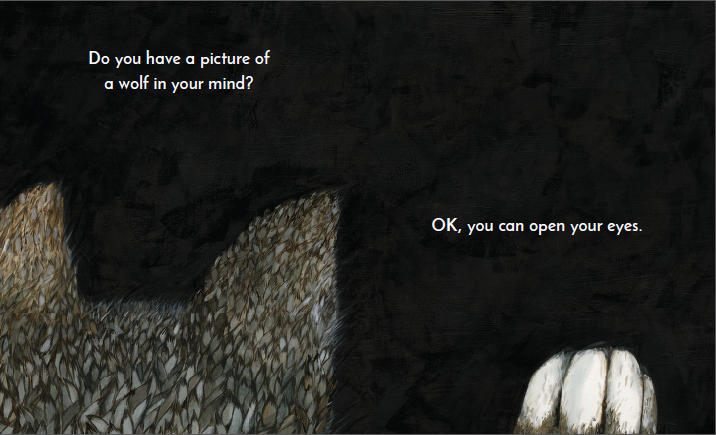 Do you have a picture of
a wolf in your mind?
OK, you can open your eyes.